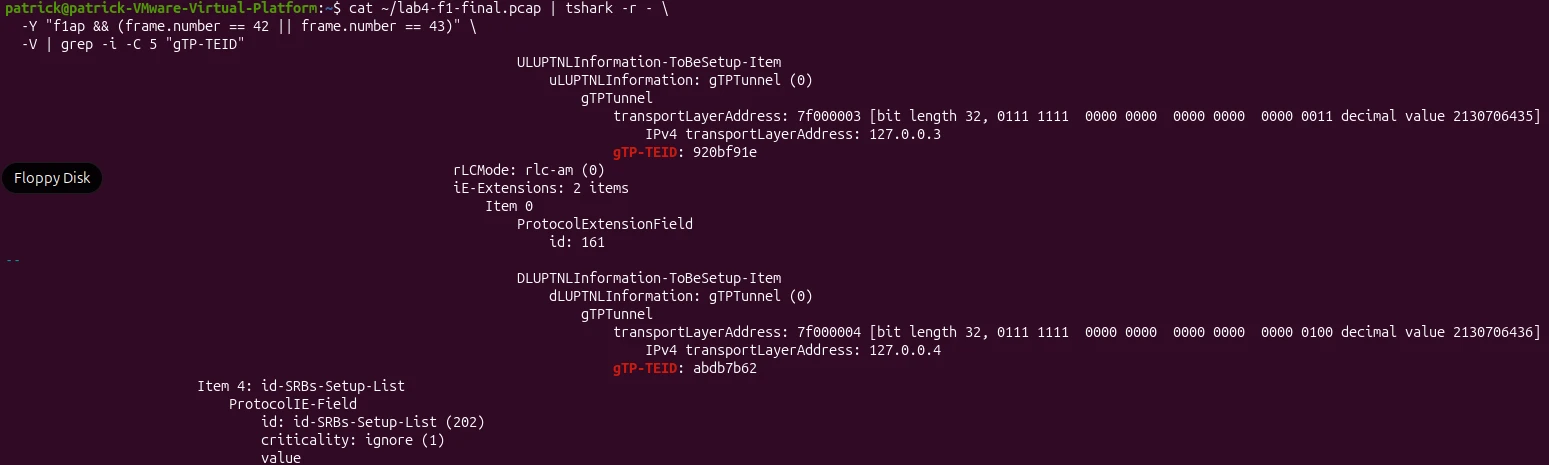 patrick@patrick-VMware-Virtual-Platform:~$ cat ~/lab4-f1-final.pcap | tshark -r - \
-Y "f1ap && (frame.number == 42 || frame.number == 43)" \
-V | grep -i -C 5 "gTP-TEID"
ULUPTNLInformation-ToBeSetup-Item
uLUPTNLInformation: gTPTunnel (0)
gTPTunnel
transportLayerAddress: 7f000003 [bit length 32, 0111 1111  0000 0000  0000 0000  0000 0011 decimal value 2130706435]
IPv4 transportLayerAddress: 127.0.0.3
gTP-TEID: 920bf91e
rLCMode: rlc-am (0)
Floppy Disk
iE-Extensions: 2 items
Item 0
ProtocolExtensionField
id: 161
--
DLUPTNLInformation-ToBeSetup-Item
dLUPTNLInformation: gTPTunnel (0)
gTPTunnel
transportLayerAddress: 7f000004 [bit length 32, 0111 1111  0000 0000  0000 0000  0000 0100 decimal value 2130706436]
IPv4 transportLayerAddress: 127.0.0.4
gTP-TEID: abdb7b62
Item 4: id-SRBs-Setup-List
ProtocolIE-Field
id: id-SRBs-Setup-List (202)
criticality: ignore (1)
value